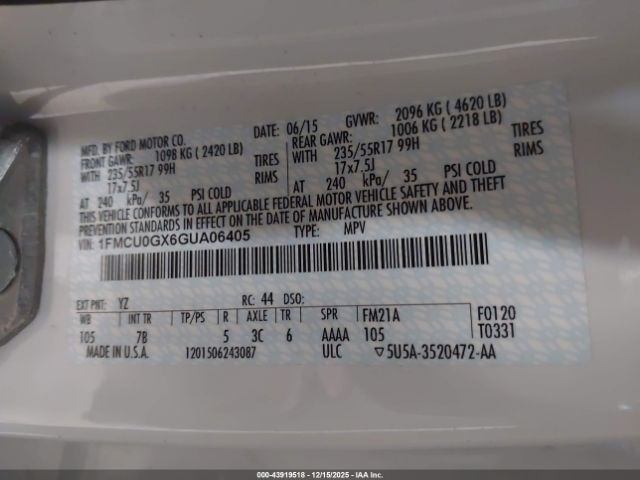 MFD. BY FORD MOTOR CO.
DATE: 06/15 GVWR: 2096 KG ( 4620 LB)
FRONT GAWR: 1098 KG ( 2420 LB) REAR GAWR: 1006 KG ( 2218 LB)
WITH 235/55R17 99H TIRES WITH 235/55R17 99H TIRES
17x7.5J RIMS 17x7.5J RIMS
AT 240 kPa/ 35 PSI COLD AT 240 kPa/ 35 PSI COLD
THIS VEHICLE CONFORMS TO ALL APPLICABLE FEDERAL MOTOR VEHICLE SAFETY AND THEFT
PREVENTION STANDARDS IN EFFECT ON THE DATE OF MANUFACTURE SHOWN ABOVE.
VIN: 1FMCU0GX6GUA06405 TYPE: MPV
EXT PNT: YZ RC: 44 DSO:
WB INT TR TP/PS R AXLE TR SPR FM21A F0120
105 7B 5 3C 6 AAAA 105 T0331
MADE IN U.S.A. 1201506243087 ULC ▽5U5A-3520472-AA
000-43919518 - 12/15/2025 - IAA Inc.